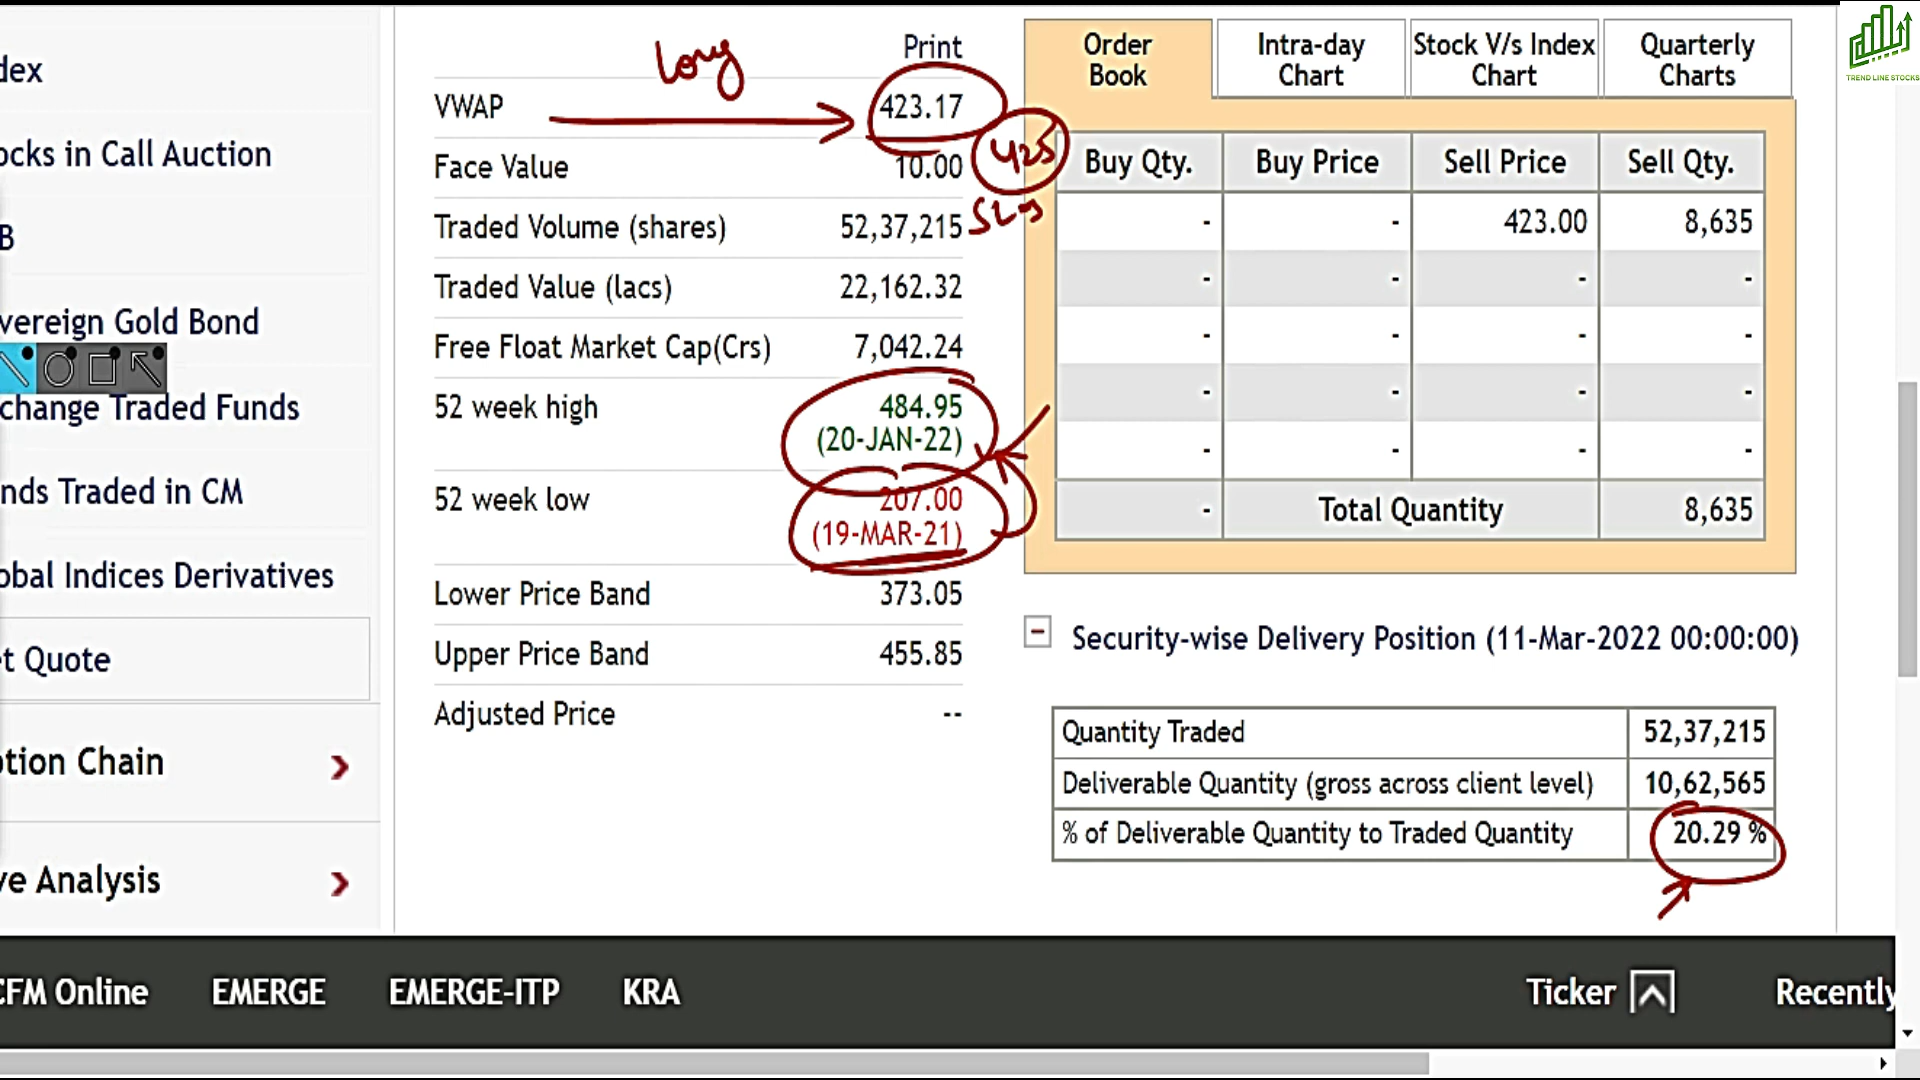 dex
ocks in Call Auction
B
vereign Gold Bond
change Traded Funds
nds Traded in CM
obal Indices Derivatives
t Quote
tion Chain
ve Analysis
Print
long
VWAP 423.17
425
Face Value 10.00
SL
Traded Volume (shares) 52,37,215
Traded Value (lacs) 22,162.32
Free Float Market Cap(Crs) 7,042.24
52 week high 484.95
(20-JAN-22)
52 week low 207.00
(19-MAR-21)
Lower Price Band 373.05
Upper Price Band 455.85
Adjusted Price --
Order Book
Intra-day Chart
Stock V/s Index Chart
Quarterly Charts
TREND LINE STOCKS
Buy Qty. Buy Price Sell Price Sell Qty.
- - 423.00 8,635
- - - -
- - - -
- - - -
- - - -
- Total Quantity 8,635
Security-wise Delivery Position (11-Mar-2022 00:00:00)
Quantity Traded 52,37,215
Deliverable Quantity (gross across client level) 10,62,565
% of Deliverable Quantity to Traded Quantity 20.29 %
CFM Online EMERGE EMERGE-ITP KRA Ticker Recently